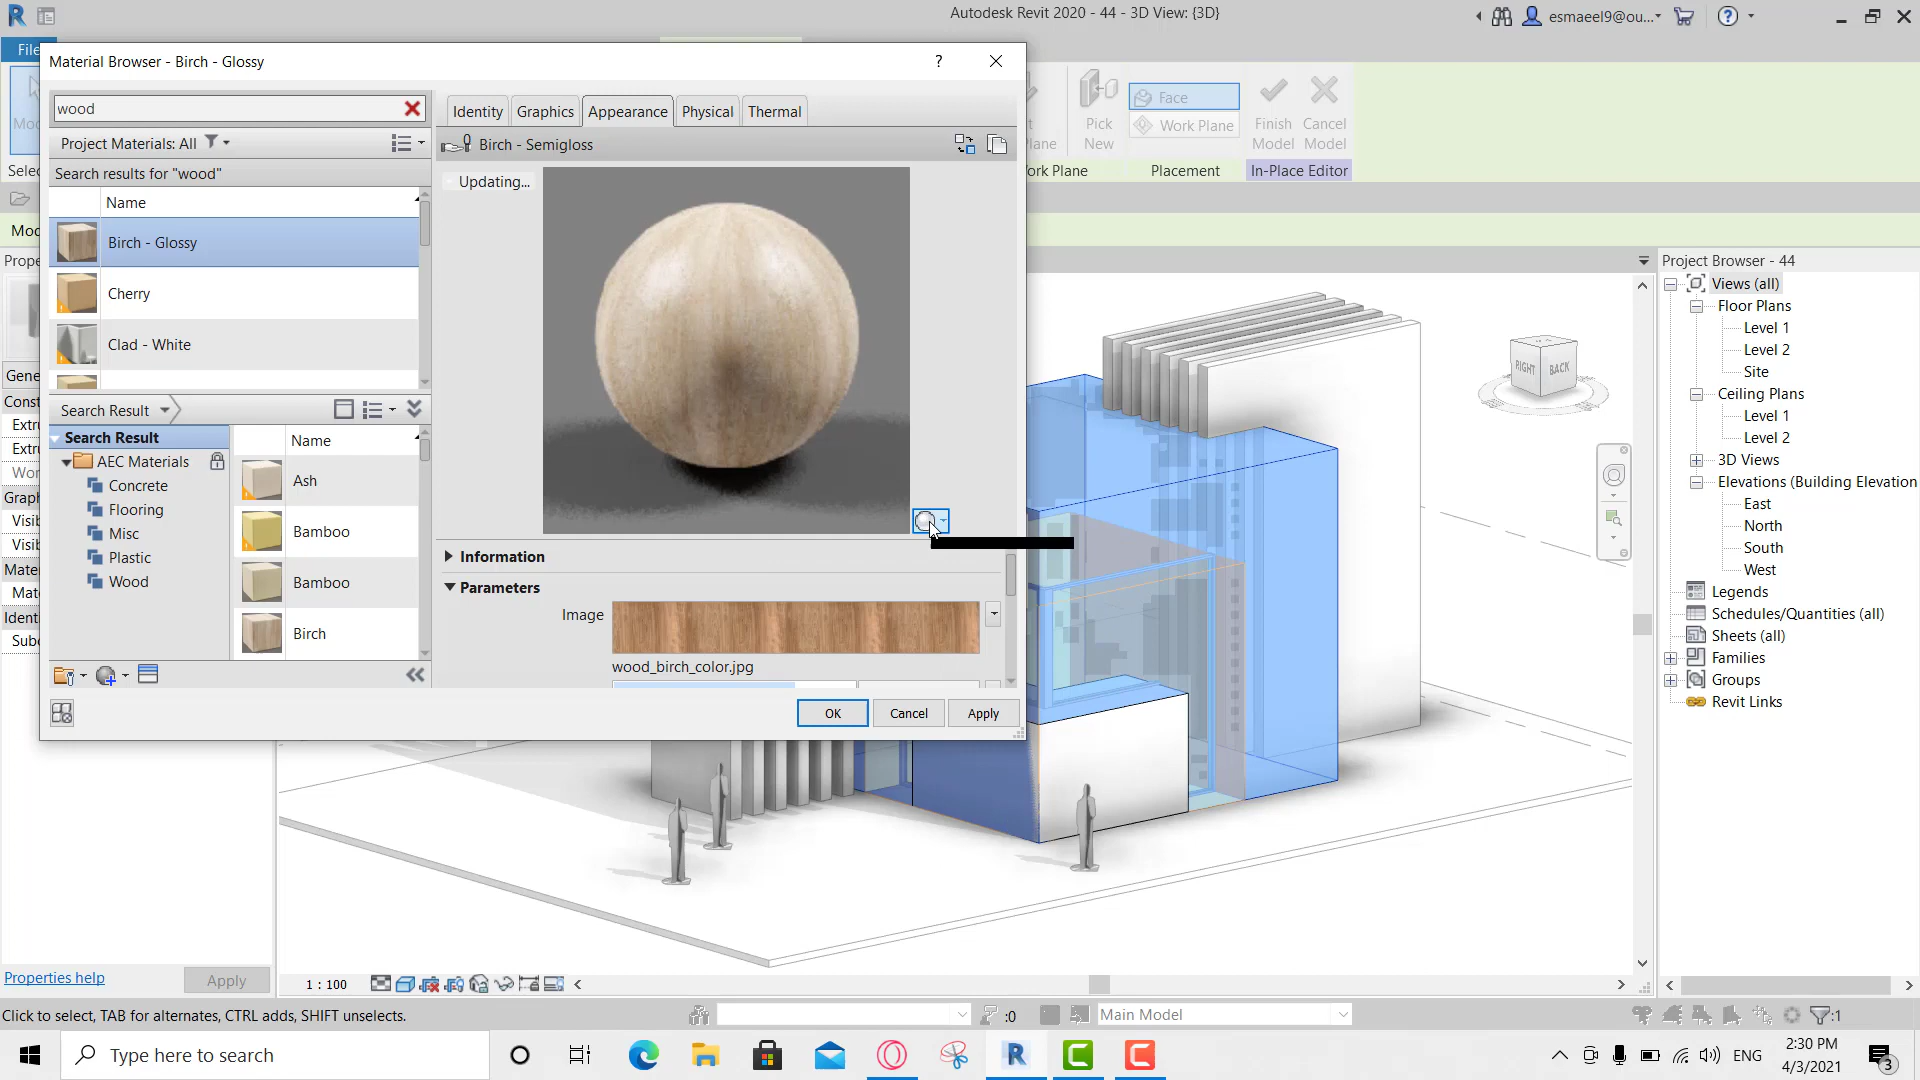 Autodesk Revit 2020 - 44 - 3D View: {3D}
esmaeel9@ou...
File
Material Browser - Birch - Glossy
wood
Identity
Graphics
Appearance
Physical
Thermal
Face
Work Plane
Pick
New
Finish
Model
Cancel
Model
Project Materials: All
Birch - Semigloss
Placement
In-Place Editor
Search results for "wood"
Updating...
Name
Birch - Glossy
Cherry
Clad - White
Search Result
Search Result
Name
AEC Materials
Concrete
Flooring
Misc
Plastic
Wood
Ash
Bamboo
Bamboo
Birch
Information
Parameters
Image
wood_birch_color.jpg
OK
Cancel
Apply
RIGHT
BACK
Project Browser - 44
Views (all)
Floor Plans
Level 1
Level 2
Site
Ceiling Plans
Level 1
Level 2
3D Views
Elevations (Building Elevation
East
North
South
West
Legends
Schedules/Quantities (all)
Sheets (all)
Families
Groups
Revit Links
Properties help
Apply
1 : 100
Click to select, TAB for alternates, CTRL adds, SHIFT unselects.
:0
Main Model
:1
Type here to search
ENG
2:30 PM
4/3/2021
3